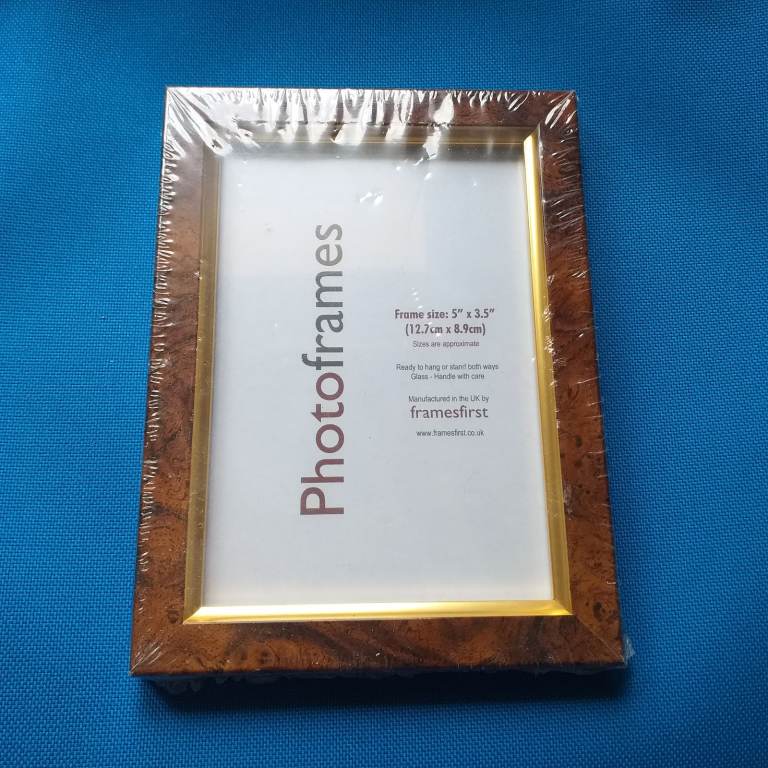 Photoframes
Frame size: 5" x 3.5"
(12.7cm x 8.9cm)
Sizes are approximate
Ready to hang or stand both ways
Glass - Handle with care
Manufactured in the UK by
framesfirst
www.framesfirst.co.uk